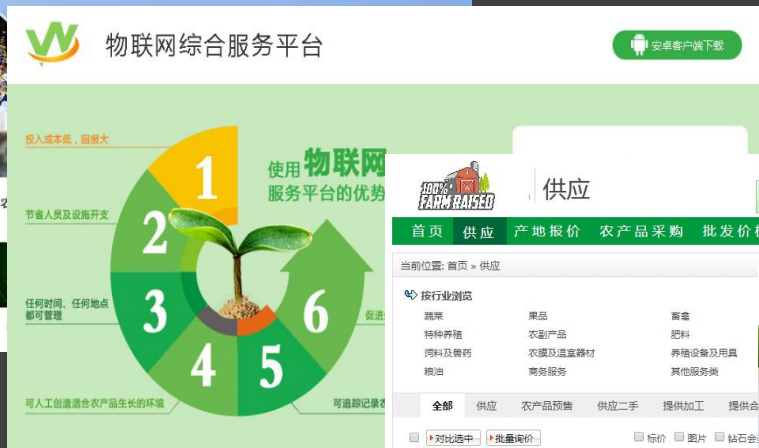 物联网综合服务平台
安卓客户端下载
投入成本低，回报大
1
使用物联网
服务平台的优势
节省人员及设施开支
2
任何时间、任何地点
都可管理
3
6
促进
4
5
可人工创造适合农产品生长的环境
可追踪记录农
100%
FARM RAISED
供应
首页 供应 产地报价 农产品采购 批发价
当前位置: 首页 » 供应
按行业浏览
蔬菜 果品 畜禽
特种养殖 农副产品 肥料
饲料及兽药 农膜及温室器材 养殖设备及用具
粮油 商务服务 其他服务类
全部 供应 农产品预售 供应二手 提供加工 提供合
对比选中 批量询价 标价 图片 钻石会